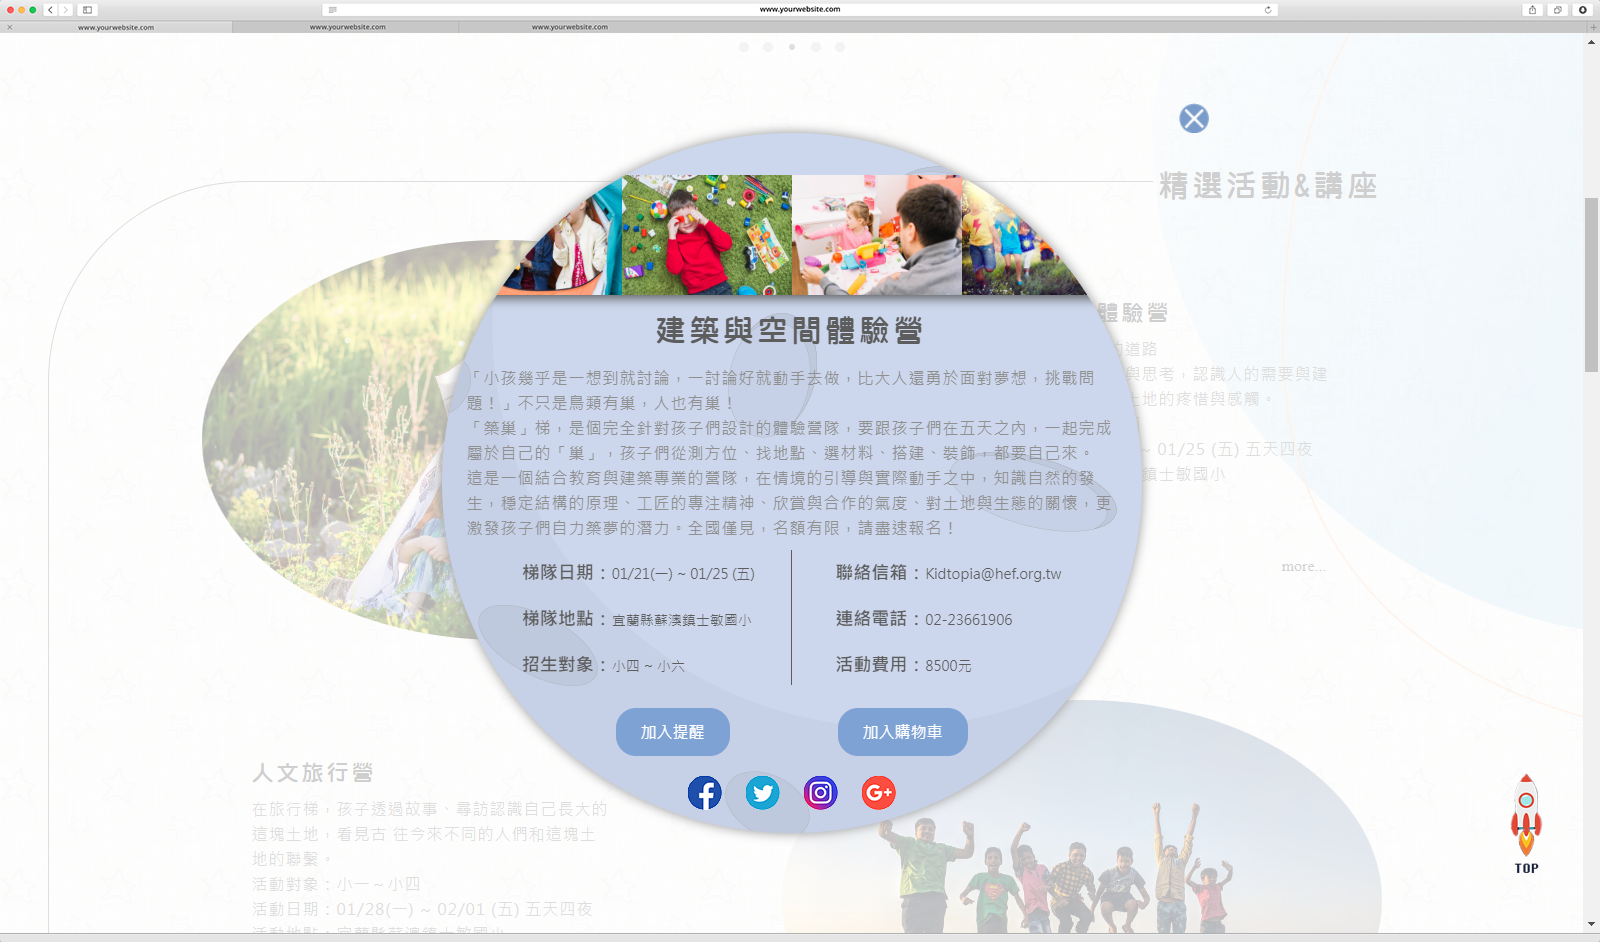 www.yourwebsite.com
www.yourwebsite.com
www.yourwebsite.com
www.yourwebsite.com
精選活動&講座
建築與空間體驗營
「小孩幾乎是一想到就討論，一討論好就動手去做，比大人還勇於面對夢想，挑戰問
題！」不只是鳥類有巢，人也有巢！
「築巢」梯，是個完全針對孩子們設計的體驗營隊，要跟孩子們在五天之內，一起完成
屬於自己的「巢」，孩子們從測方位、找地點、選材料、搭建、裝飾，都要自己來。
這是一個結合教育與建築專業的營隊，在情境的引導與實際動手之中，知識自然的發
生，穩定結構的原理、工匠的專注精神、欣賞與合作的氣度、對土地與生態的關懷，更
激發孩子們自力築夢的潛力。全國僅見，名額有限，請盡速報名！
梯隊日期：01/21(一) ~ 01/25 (五)
梯隊地點：宜蘭縣蘇澳鎮士敏國小
招生對象：小四 ~ 小六
聯絡信箱：Kidtopia@hef.org.tw
連絡電話：02-23661906
活動費用：8500元
加入提醒
加入購物車
G+
體驗營
的道路
與思考，認識人的需要與建
土地的疼惜與感觸。
~ 01/25 (五) 五天四夜
鎮士敏國小
more...
人文旅行營
在旅行梯，孩子透過故事、尋訪認識自己長大的
這塊土地，看見古 往今來不同的人們和這塊土
地的聯繫。
活動對象：小一 ~ 小四
活動日期：01/28(一) ~ 02/01 (五) 五天四夜
活動地點：宜蘭縣蘇澳鎮士敏國小
TOP